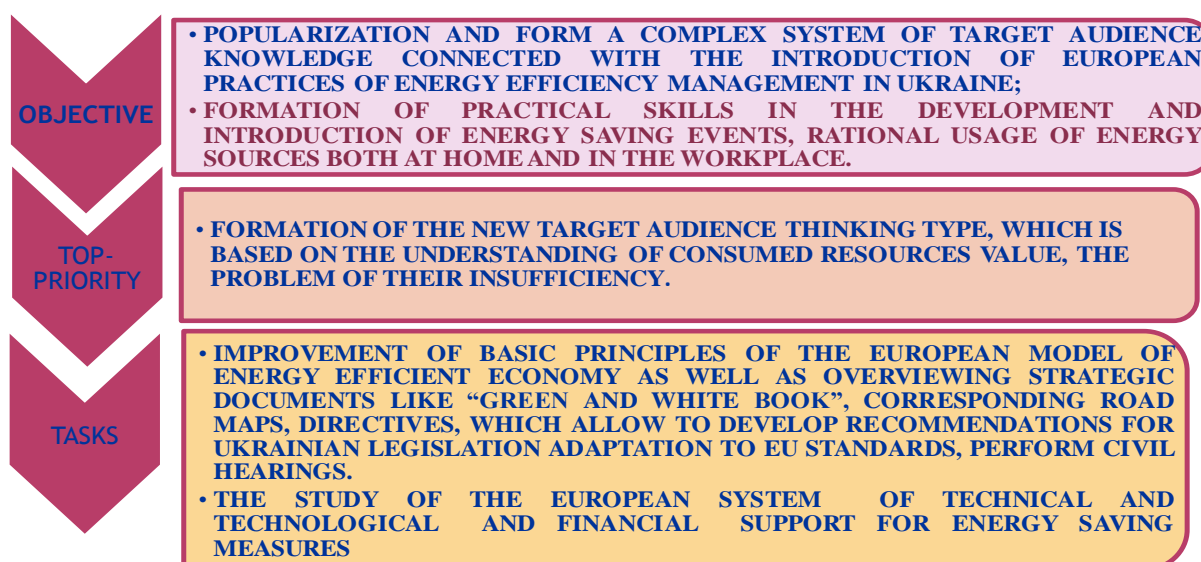 OBJECTIVE
• POPULARIZATION AND FORM A COMPLEX SYSTEM OF TARGET AUDIENCE
KNOWLEDGE CONNECTED WITH THE INTRODUCTION OF EUROPEAN
PRACTICES OF ENERGY EFFICIENCY MANAGEMENT IN UKRAINE;
• FORMATION OF PRACTICAL SKILLS IN THE DEVELOPMENT AND
INTRODUCTION OF ENERGY SAVING EVENTS, RATIONAL USAGE OF ENERGY
SOURCES BOTH AT HOME AND IN THE WORKPLACE.
TOP-
PRIORITY
• FORMATION OF THE NEW TARGET AUDIENCE THINKING TYPE, WHICH IS
BASED ON THE UNDERSTANDING OF CONSUMED RESOURCES VALUE, THE
PROBLEM OF THEIR INSUFFICIENCY.
TASKS
• IMPROVEMENT OF BASIC PRINCIPLES OF THE EUROPEAN MODEL OF
ENERGY EFFICIENT ECONOMY AS WELL AS OVERVIEWING STRATEGIC
DOCUMENTS LIKE “GREEN AND WHITE BOOK”, CORRESPONDING ROAD
MAPS, DIRECTIVES, WHICH ALLOW TO DEVELOP RECOMMENDATIONS FOR
UKRAINIAN LEGISLATION ADAPTATION TO EU STANDARDS, PERFORM CIVIL
HEARINGS.
• THE STUDY OF THE EUROPEAN SYSTEM OF TECHNICAL AND
TECHNOLOGICAL AND FINANCIAL SUPPORT FOR ENERGY SAVING
MEASURES